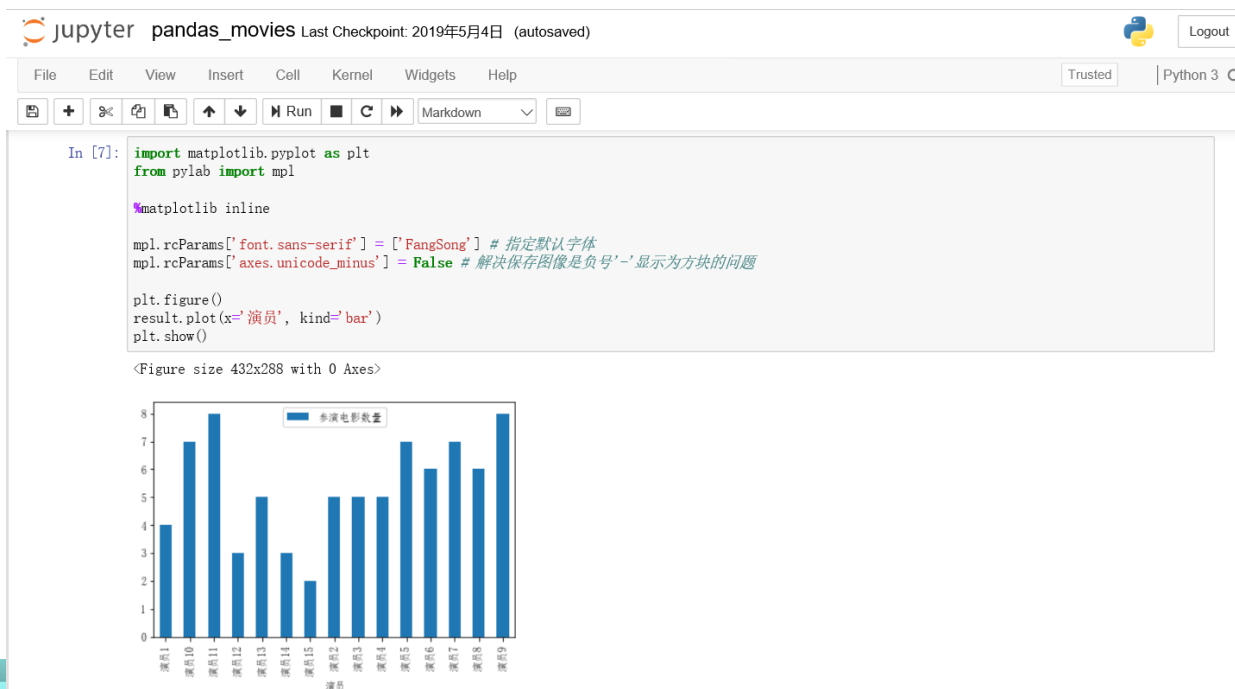 jupyter pandas_movies Last Checkpoint: 2019年5月4日 (autosaved)
Logout
File Edit View Insert Cell Kernel Widgets Help
Trusted
Python 3
Run
Markdown
In [7]:
import matplotlib.pyplot as plt
from pylab import mpl
%matplotlib inline
mpl.rcParams['font.sans-serif'] = ['FangSong'] # 指定默认字体
mpl.rcParams['axes.unicode_minus'] = False # 解决保存图像是负号'-'显示为方块的问题
plt.figure()
result.plot(x='演员', kind='bar')
plt.show()
<Figure size 432x288 with 0 Axes>
参演电影数量
8
7
6
5
4
3
2
1
0
演员1 演员10 演员11 演员12 演员13 演员14 演员15 演员2 演员3 演员4 演员5 演员6 演员7 演员8 演员9
演员